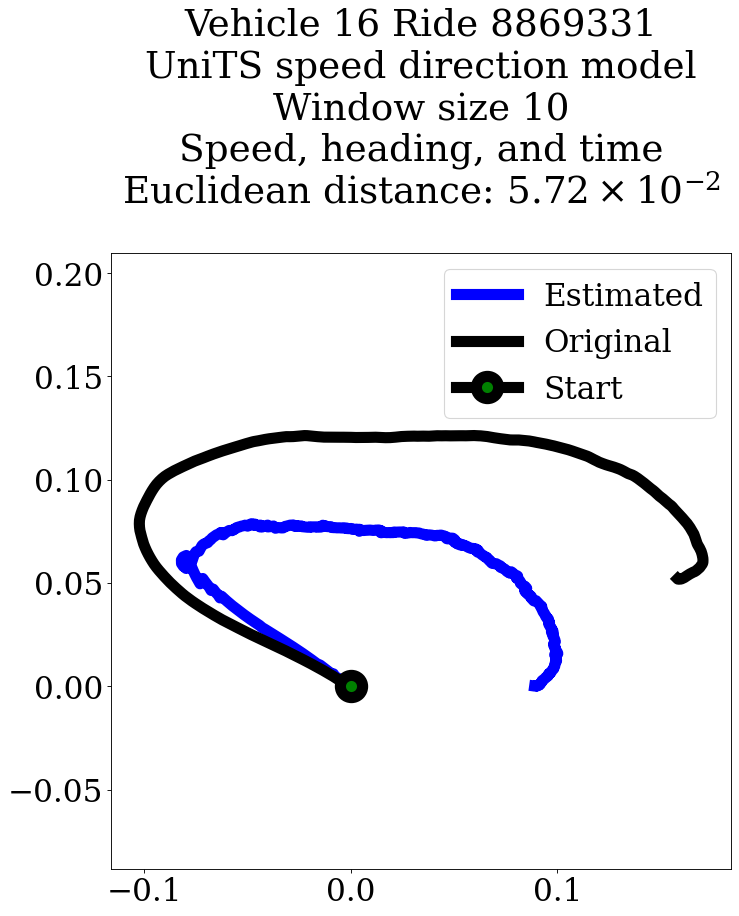 Vehicle 16 Ride 8869331
UniTS speed direction model
Window size 10
Speed, heading, and time
Euclidean distance: 5.72 × 10⁻²
Estimated
Original
Start
0.20
0.15
0.10
0.05
0.00
−0.05
−0.1 0.0 0.1